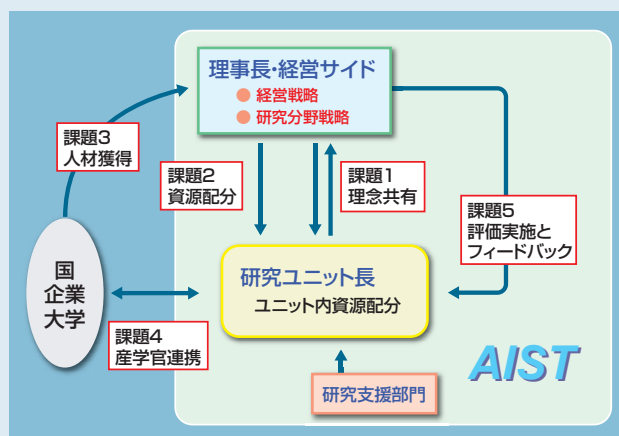 理事長・経営サイド
● 経営戦略
● 研究分野戦略
課題3
人材獲得
課題2
資源配分
課題1
理念共有
課題5
評価実施と
フィードバック
国
企業
大学
研究ユニット長
ユニット内資源配分
課題4
産学官連携
AIST
研究支援部門